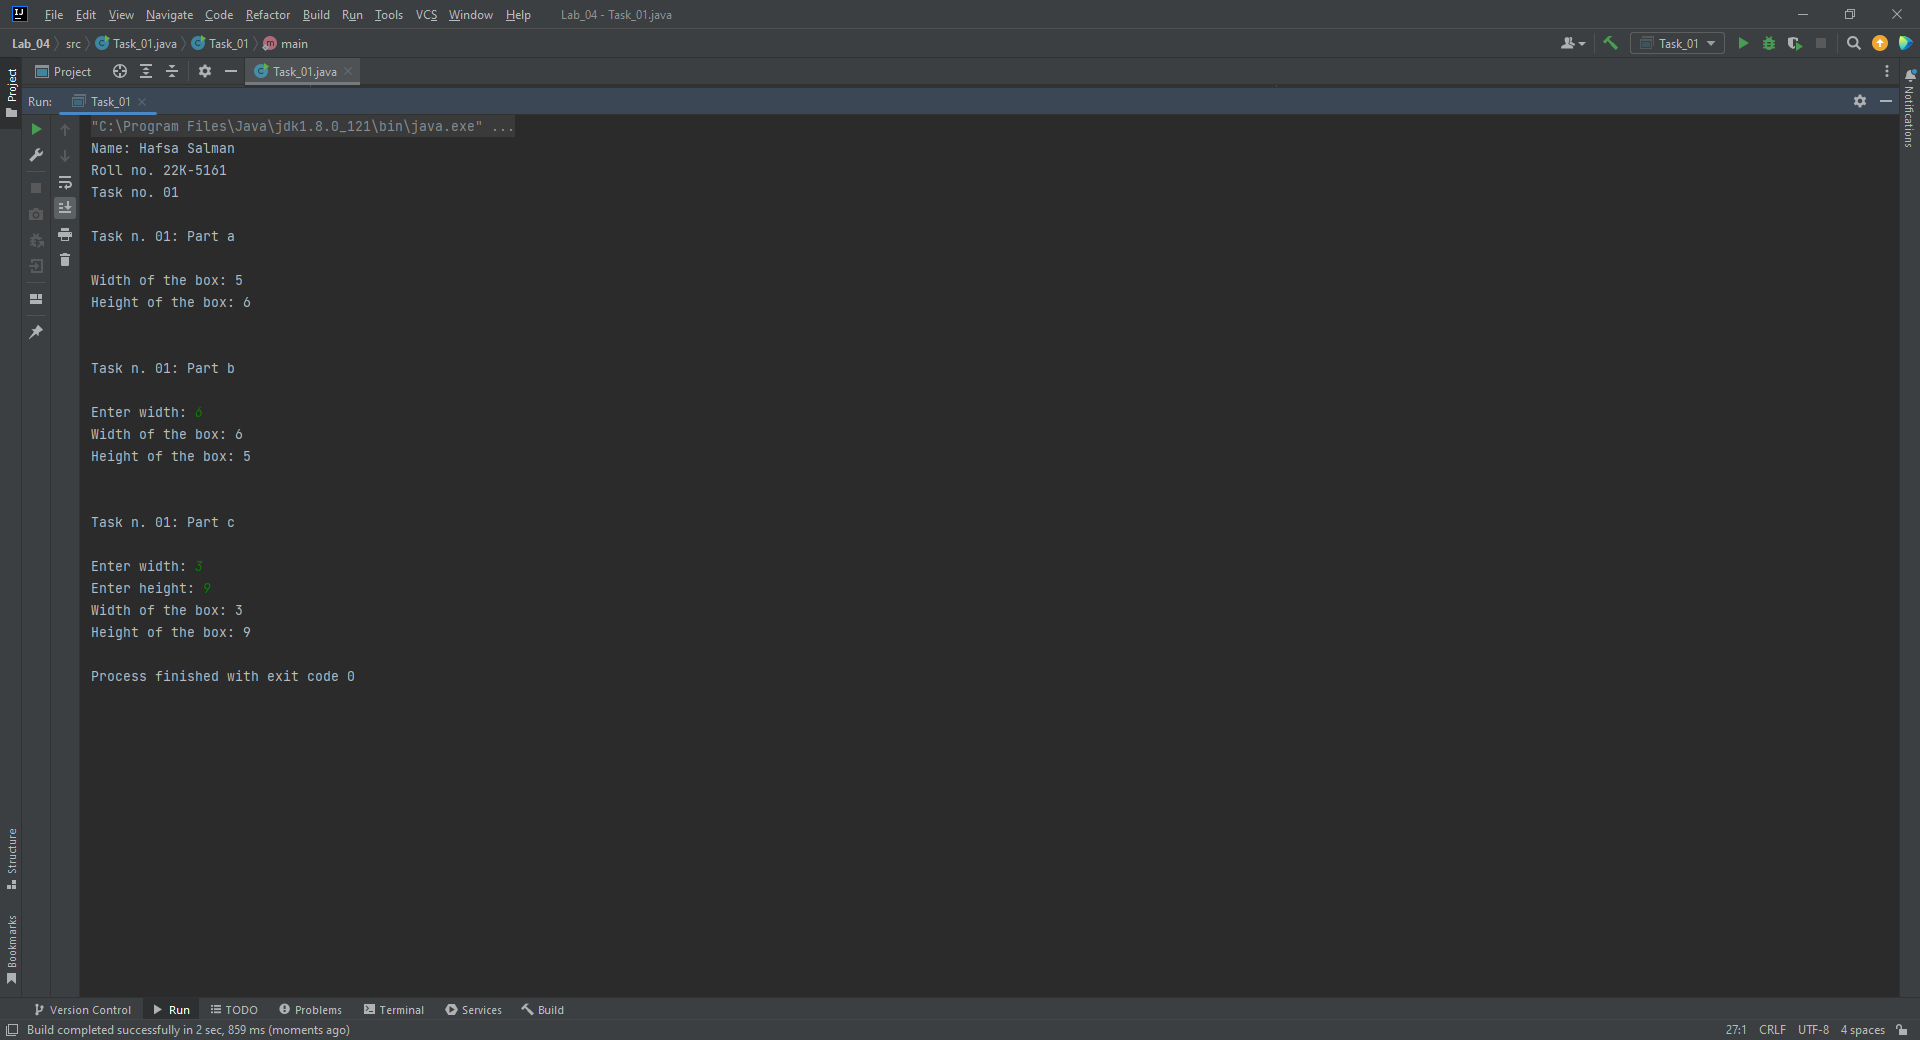 File Edit View Navigate Code Refactor Build Run Tools VCS Window Help Lab_04 - Task_01.java
Lab_04 src Task_01.java Task_01 main Task_01
Project Task_01.java
Project
Notifications
Run: Task_01
"C:\Program Files\Java\jdk1.8.0_121\bin\java.exe" ...
Name: Hafsa Salman
Roll no. 22K-5161
Task no. 01
Task n. 01: Part a
Width of the box: 5
Height of the box: 6
Task n. 01: Part b
Enter width: 6
Width of the box: 6
Height of the box: 5
Task n. 01: Part c
Enter width: 3
Enter height: 9
Width of the box: 3
Height of the box: 9
Process finished with exit code 0
Structure
Bookmarks
Version Control Run TODO Problems Terminal Services Build
Build completed successfully in 2 sec, 859 ms (moments ago) 27:1 CRLF UTF-8 4 spaces